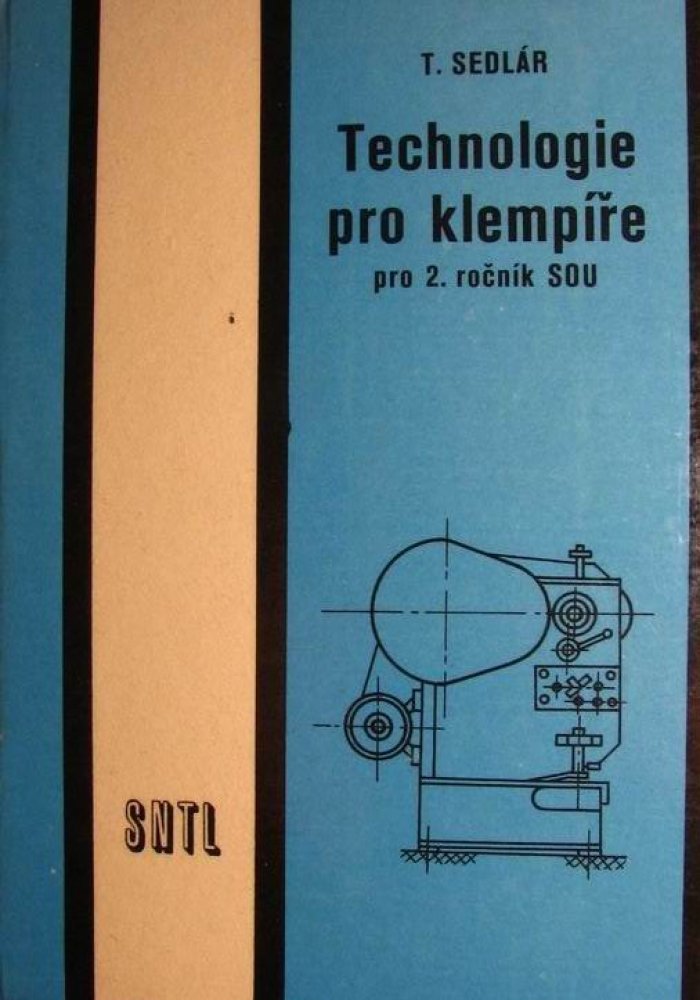 T. SEDLÁR
Technologie
pro klempíře
pro 2. ročník SOU
SNTL